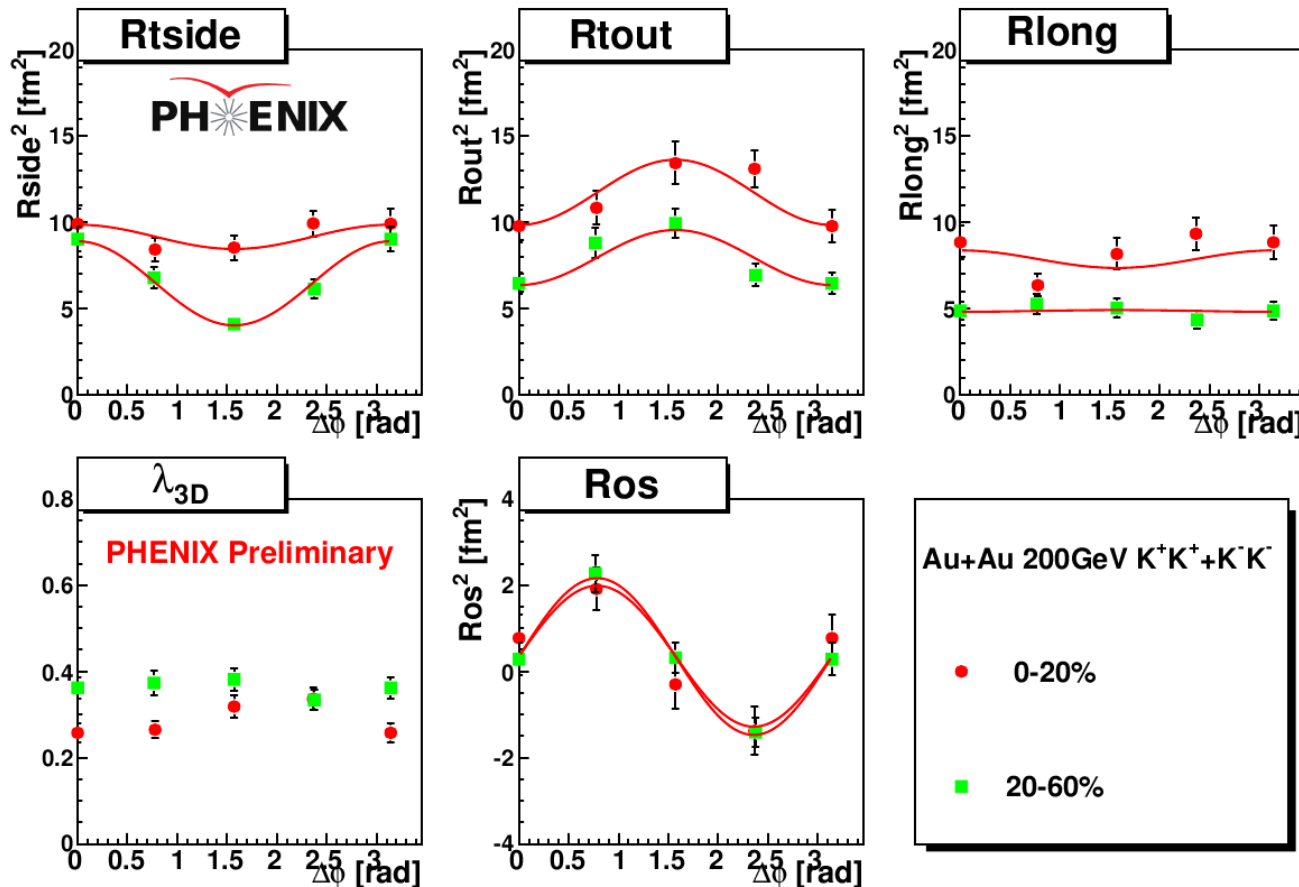 Rtside
Rside² [fm²]
20
15
10
5
0
PHENIX
0 0.5 1 1.5 2 2.5 3
Δϕ [rad]
Rtout
Rout² [fm²]
20
15
10
5
0
0 0.5 1 1.5 2 2.5 3
Δϕ [rad]
Rlong
Rlong² [fm²]
20
15
10
5
0
0 0.5 1 1.5 2 2.5 3
Δϕ [rad]
λ3D
0.8
0.6
0.4
0.2
0
PHENIX Preliminary
0 0.5 1 1.5 2 2.5 3
Δϕ [rad]
Ros
Ros² [fm²]
4
2
0
-2
-4
0 0.5 1 1.5 2 2.5 3
Δϕ [rad]
Au+Au 200GeV K⁺K⁺+K⁻K⁻
0-20%
20-60%